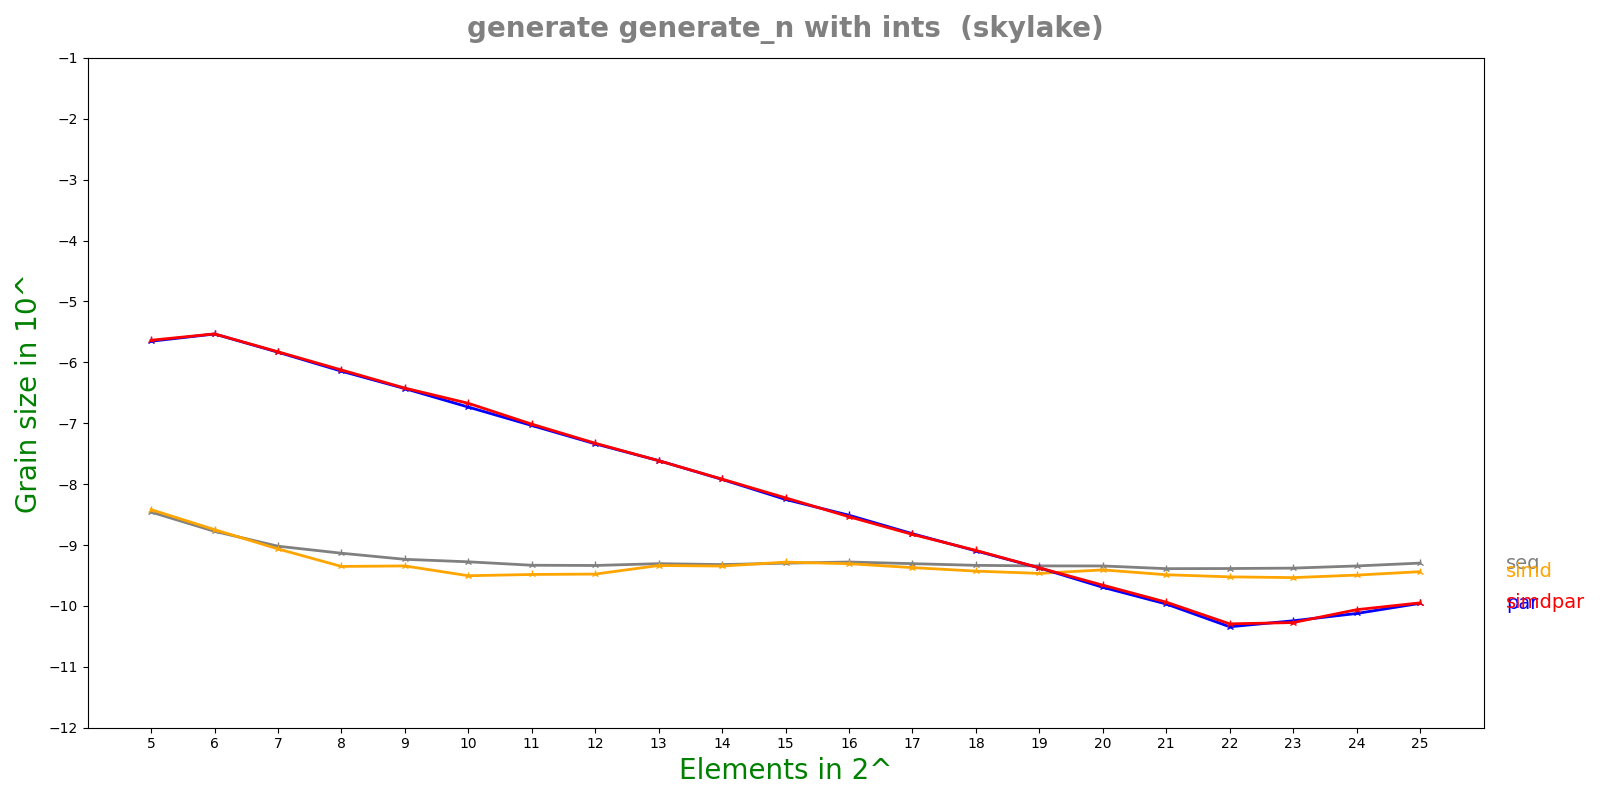 generate generate_n with ints (skylake)
Grain size in 10^
−1
−2
−3
−4
−5
−6
−7
−8
−9
−10
−11
−12
5 6 7 8 9 10 11 12 13 14 15 16 17 18 19 20 21 22 23 24 25
Elements in 2^
seq
simd
simdpar
par